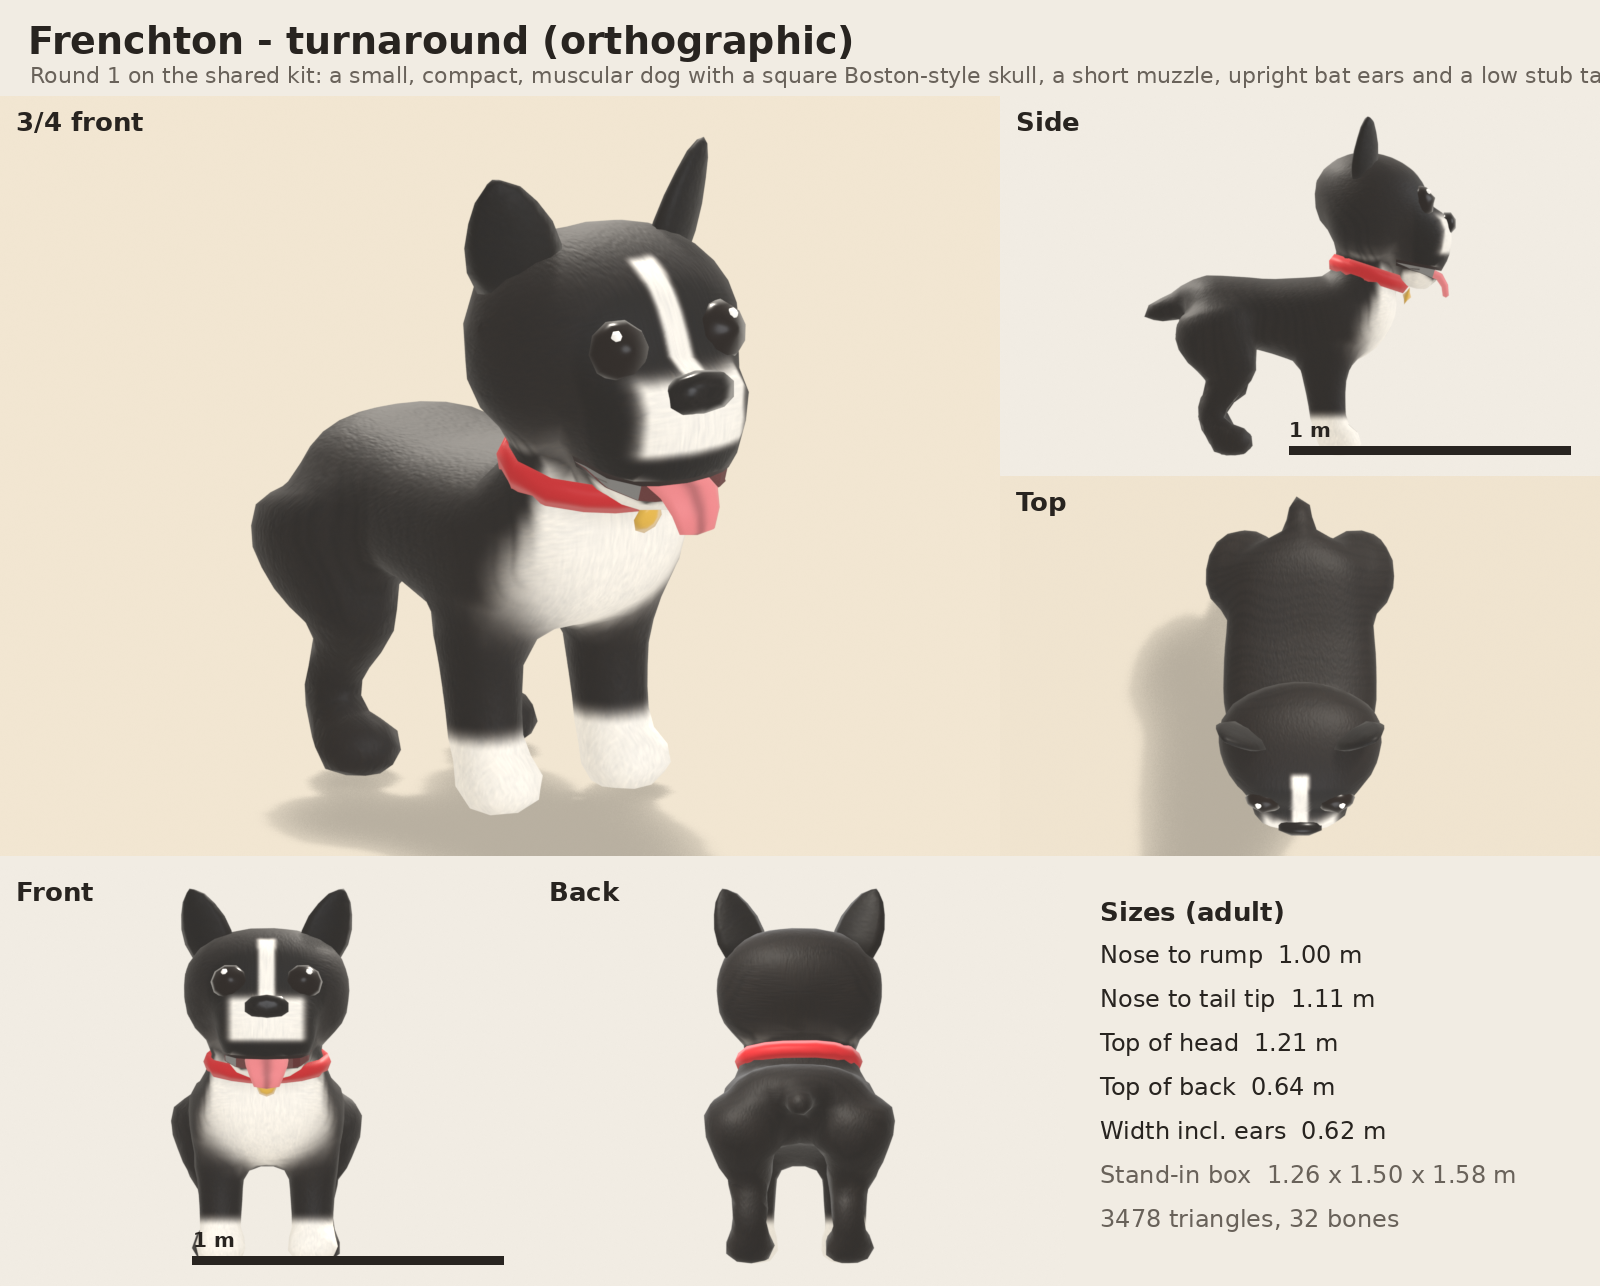 Frenchton - turnaround (orthographic)
Round 1 on the shared kit: a small, compact, muscular dog with a square Boston-style skull, a short muzzle, upright bat ears and a low stub ta
3/4 front
Side
1 m
Top
Front
1 m
Back
Sizes (adult)
Nose to rump 1.00 m
Nose to tail tip 1.11 m
Top of head 1.21 m
Top of back 0.64 m
Width incl. ears 0.62 m
Stand-in box 1.26 x 1.50 x 1.58 m
3478 triangles, 32 bones